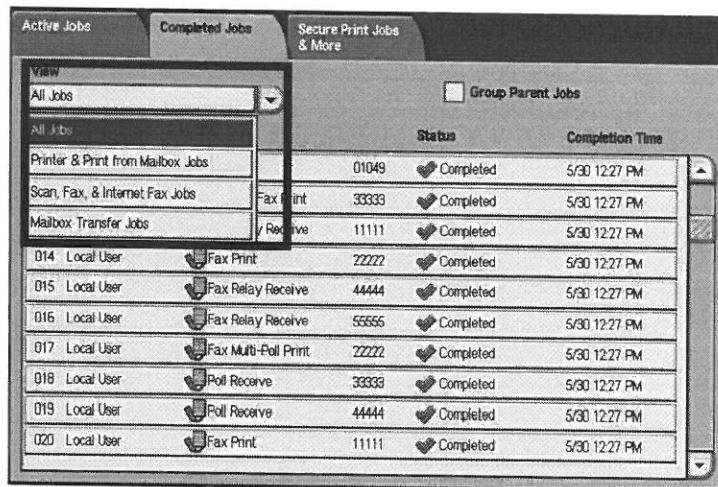 Active Jobs Completed Jobs Secure Print Jobs
& More
View
All Jobs Group Parent Jobs
All Jobs
Status Completion Time
Printer & Print from Mailbox Jobs 01049 Completed 5/30 12:27 PM
Scan, Fax, & Internet Fax Jobs Fax Print 33333 Completed 5/30 12:27 PM
Mailbox Transfer Jobs y Receive 11111 Completed 5/30 12:27 PM
014 Local User Fax Print 22222 Completed 5/30 12:27 PM
015 Local User Fax Relay Receive 44444 Completed 5/30 12:27 PM
016 Local User Fax Relay Receive 55555 Completed 5/30 12:27 PM
017 Local User Fax Multi-Poll Print 22222 Completed 5/30 12:27 PM
018 Local User Poll Receive 33333 Completed 5/30 12:27 PM
019 Local User Poll Receive 44444 Completed 5/30 12:27 PM
020 Local User Fax Print 11111 Completed 5/30 12:27 PM